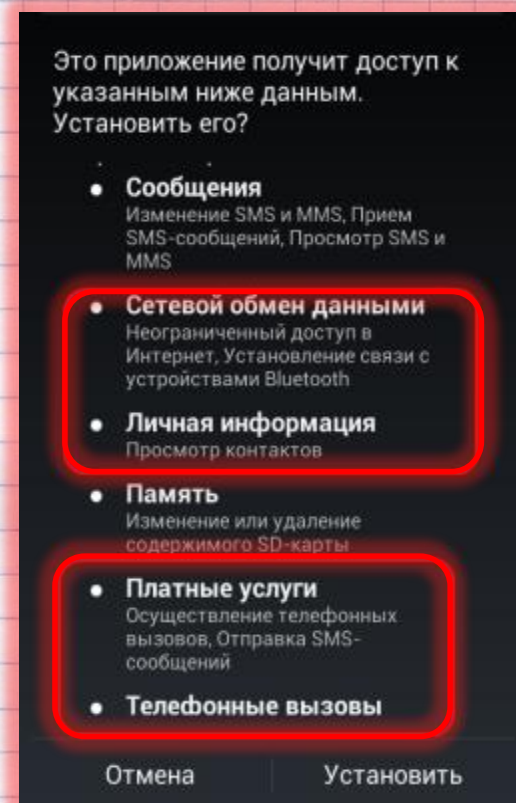 Это приложение получит доступ к
указанным ниже данным.
Установить его?
Сообщения
Изменение SMS и MMS, Прием
SMS-сообщений, Просмотр SMS и
MMS
Сетевой обмен данными
Неограниченный доступ в
Интернет, Установление связи с
устройствами Bluetooth
Личная информация
Просмотр контактов
Память
Изменение или удаление
содержимого SD-карты
Платные услуги
Осуществление телефонных
вызовов, Отправка SMS-
сообщений
Телефонные вызовы
Отмена
Установить